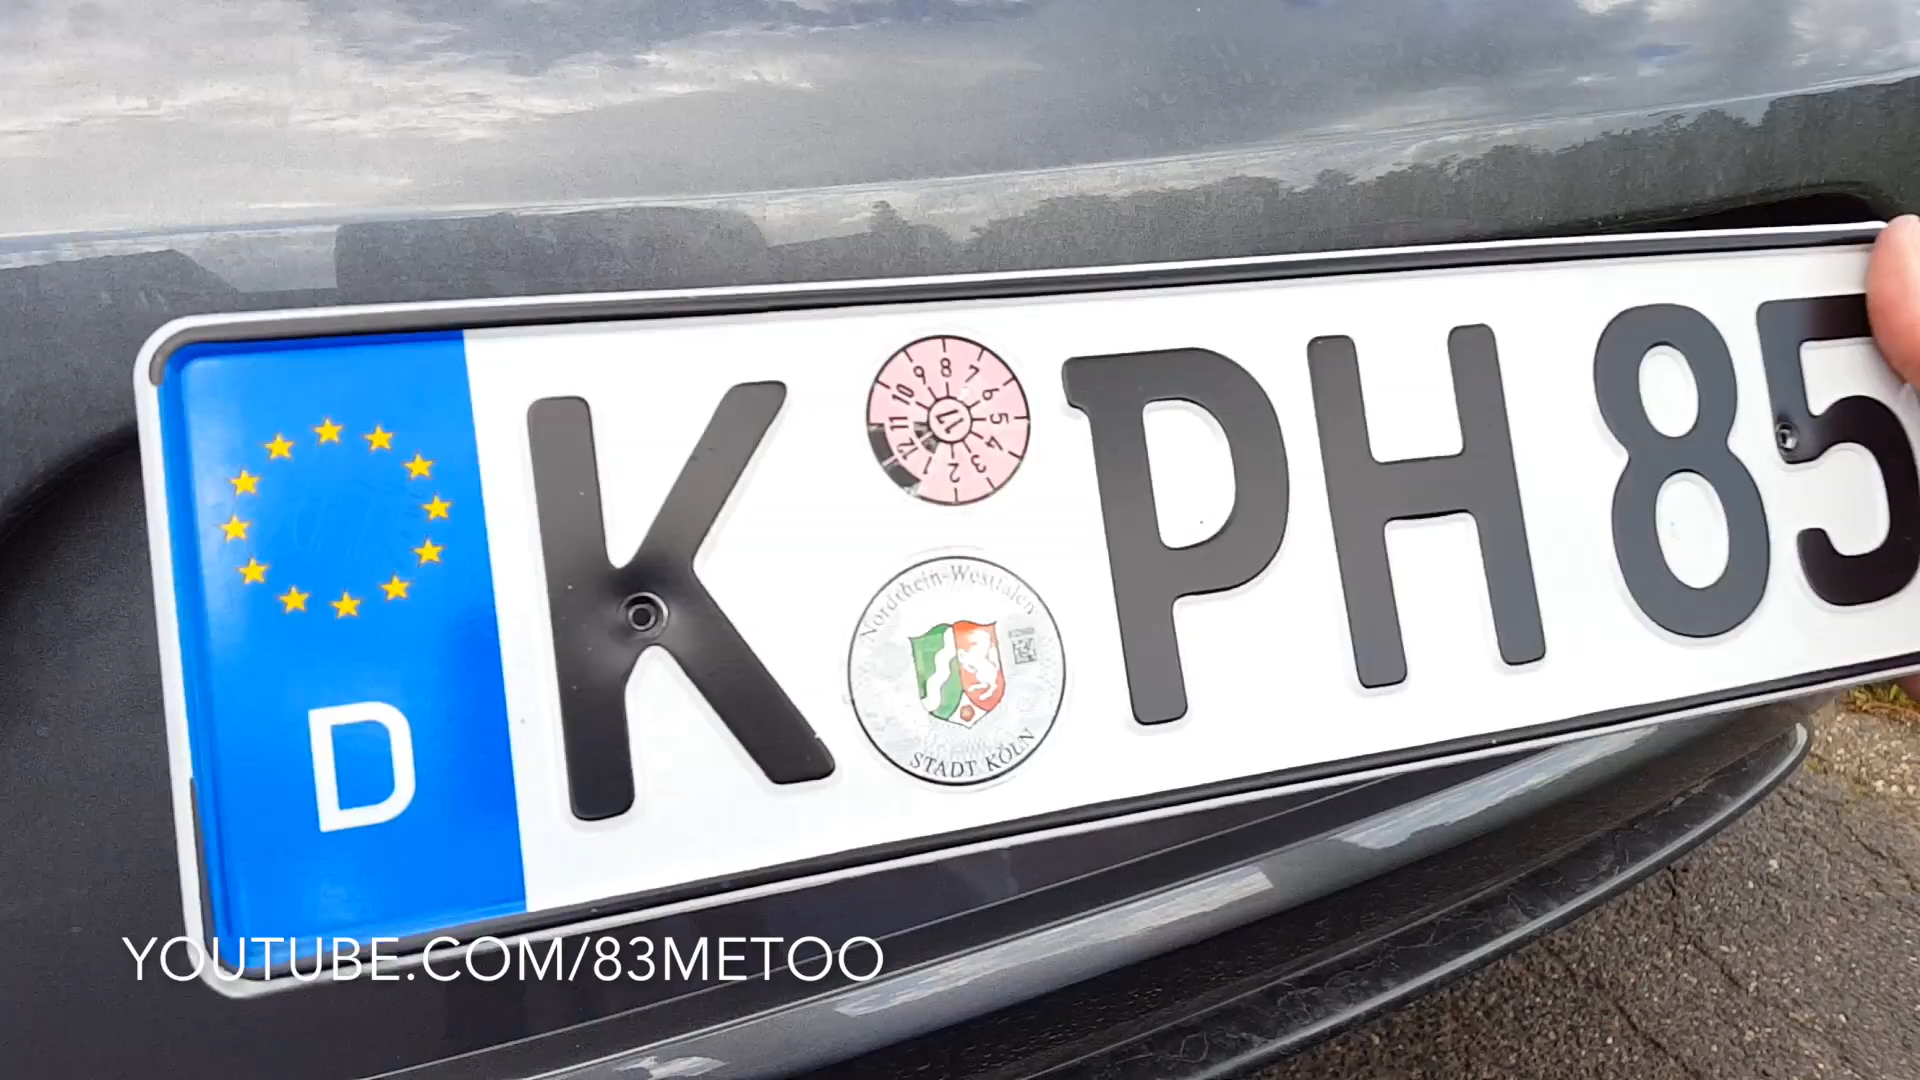 K PH 85
D
9 8 7 6 5 4 3 2 1 12 11 10
Nordrhein-Westfalen
STADT KÖLN
YOUTUBE.COM/83METOO